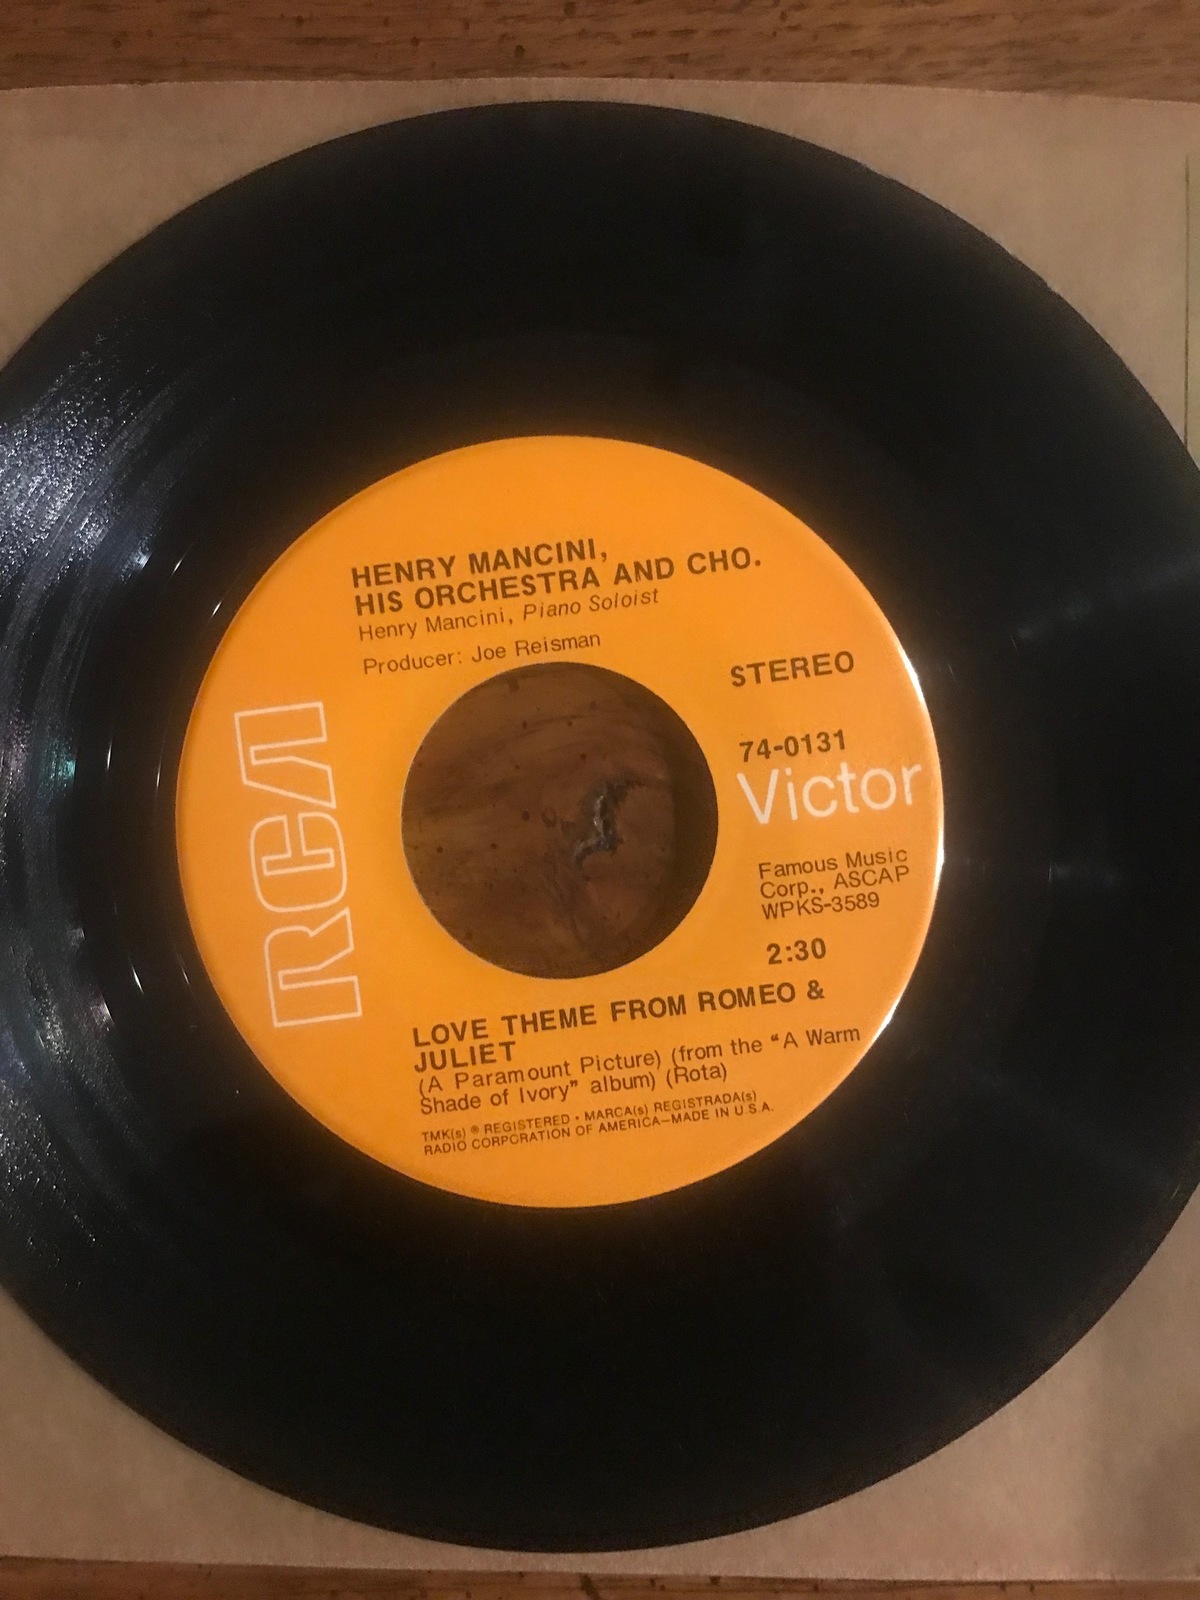 HENRY MANCINI,
HIS ORCHESTRA AND CHO.
Henry Mancini, Piano Soloist
Producer: Joe Reisman
STEREO
74-0131
RCA
Victor
Famous Music
Corp., ASCAP
WPKS-3589
2:30
LOVE THEME FROM ROMEO &
JULIET
(A Paramount Picture) (from the "A Warm
Shade of Ivory" album) (Rota)
TMK(s) ® REGISTERED • MARCA(s) REGISTRADA(s)
RADIO CORPORATION OF AMERICA—MADE IN U.S.A.